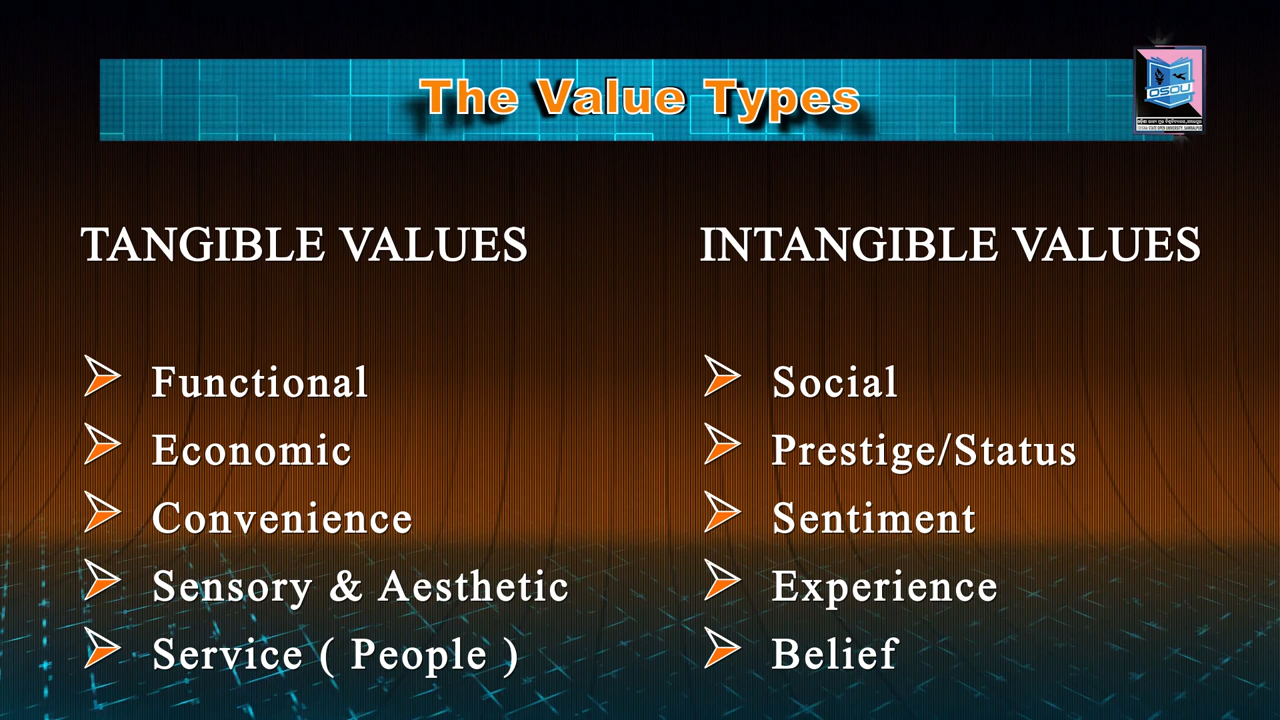 The Value Types
OSOU
TANGIBLE VALUES
Functional
Economic
Convenience
Sensory & Aesthetic
Service ( People )
INTANGIBLE VALUES
Social
Prestige/Status
Sentiment
Experience
Belief